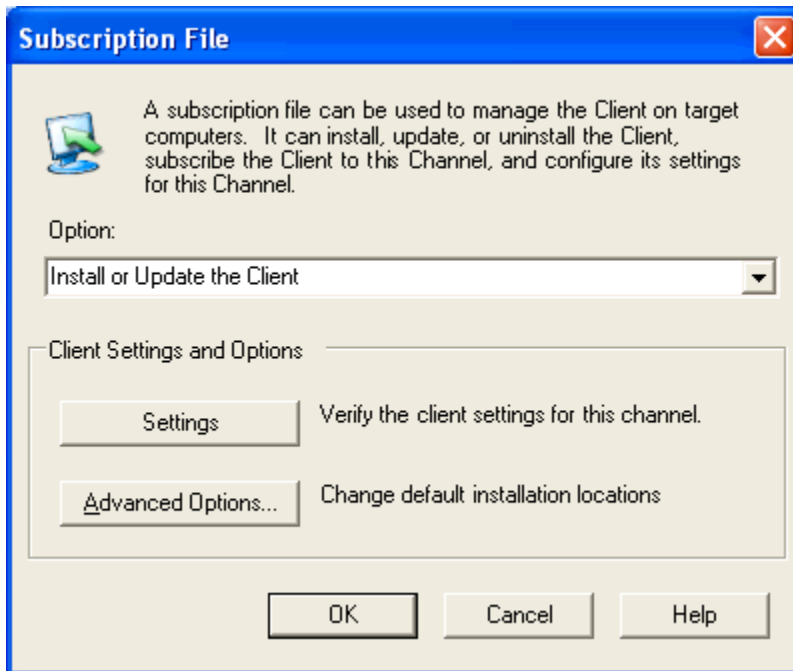 Subscription File
A subscription file can be used to manage the Client on target
computers.  It can install, update, or uninstall the Client,
subscribe the Client to this Channel, and configure its settings
for this Channel.
Option:
Install or Update the Client
Client Settings and Options
Settings
Verify the client settings for this channel.
Advanced Options...
Change default installation locations
OK
Cancel
Help